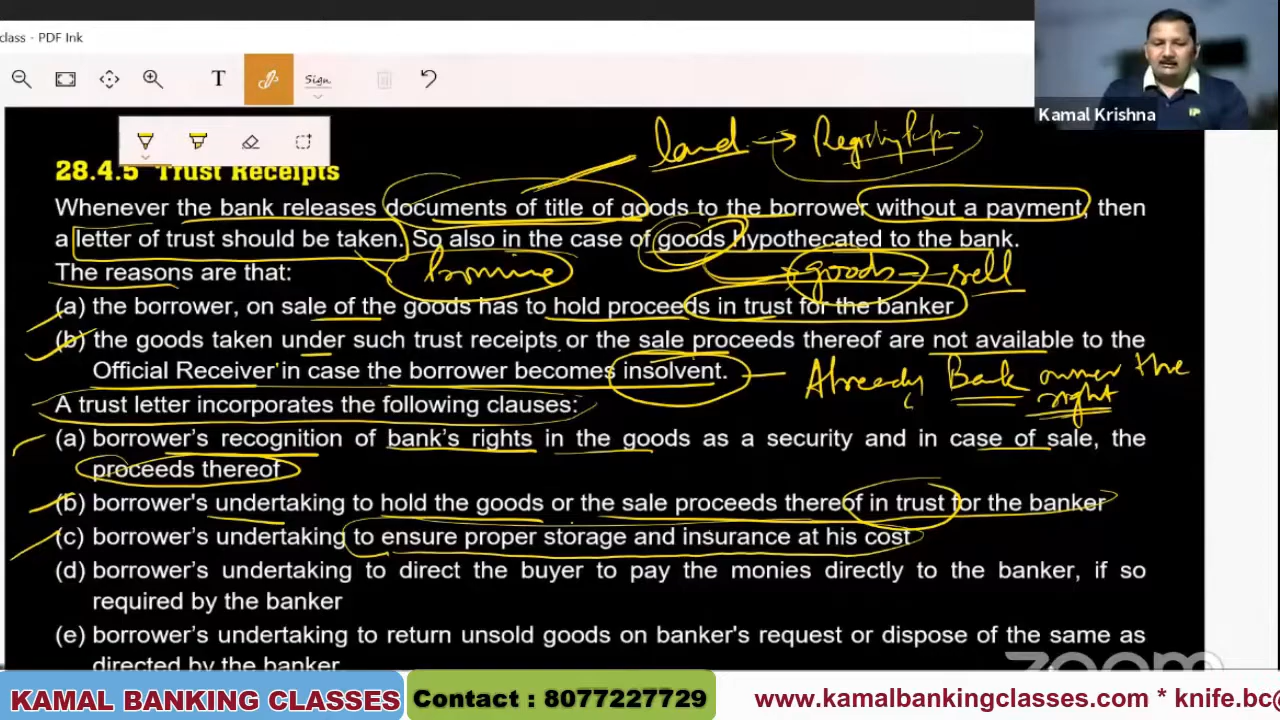 class - PDF Ink
T
Sign
Kamal Krishna
land → Registry Paper
28.4.5 Trust Receipts
Whenever the bank releases documents of title of goods to the borrower without a payment, then
a letter of trust should be taken. So also in the case of goods hypothecated to the bank.
The reasons are that:
goods - sell
(a) the borrower, on sale of the goods has to hold proceeds in trust for the banker
(b) the goods taken under such trust receipts or the sale proceeds thereof are not available to the
Official Receiver in case the borrower becomes insolvent.
Already Bank owner the
right
A trust letter incorporates the following clauses:
(a) borrower's recognition of bank's rights in the goods as a security and in case of sale, the
proceeds thereof
(b) borrower's undertaking to hold the goods or the sale proceeds thereof in trust for the banker
(c) borrower's undertaking to ensure proper storage and insurance at his cost
(d) borrower's undertaking to direct the buyer to pay the monies directly to the banker, if so
required by the banker
(e) borrower's undertaking to return unsold goods on banker's request or dispose of the same as
directed by the banker
zoom
KAMAL BANKING CLASSES
Contact : 8077227729
www.kamalbankingclasses.com * knife.bc@